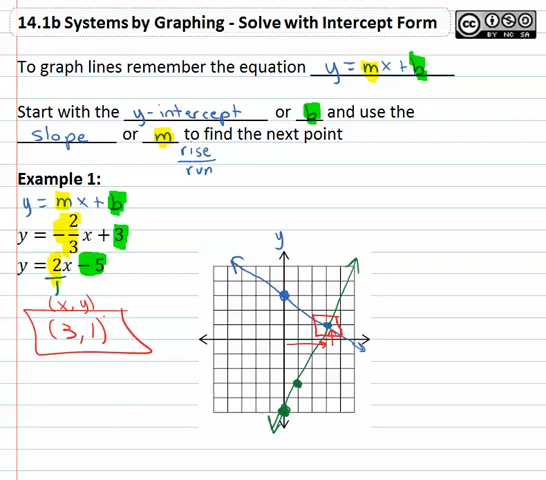 14.1b Systems by Graphing - Solve with Intercept Form
cc BY NC SA
To graph lines remember the equation y = mx + b
Start with the y-intercept or b and use the
slope or m to find the next point
rise
run
Example 1:
y = mx + b
y = -2/3x + 3
y = 2x - 5
1
(x, y)
(3, 1)
y